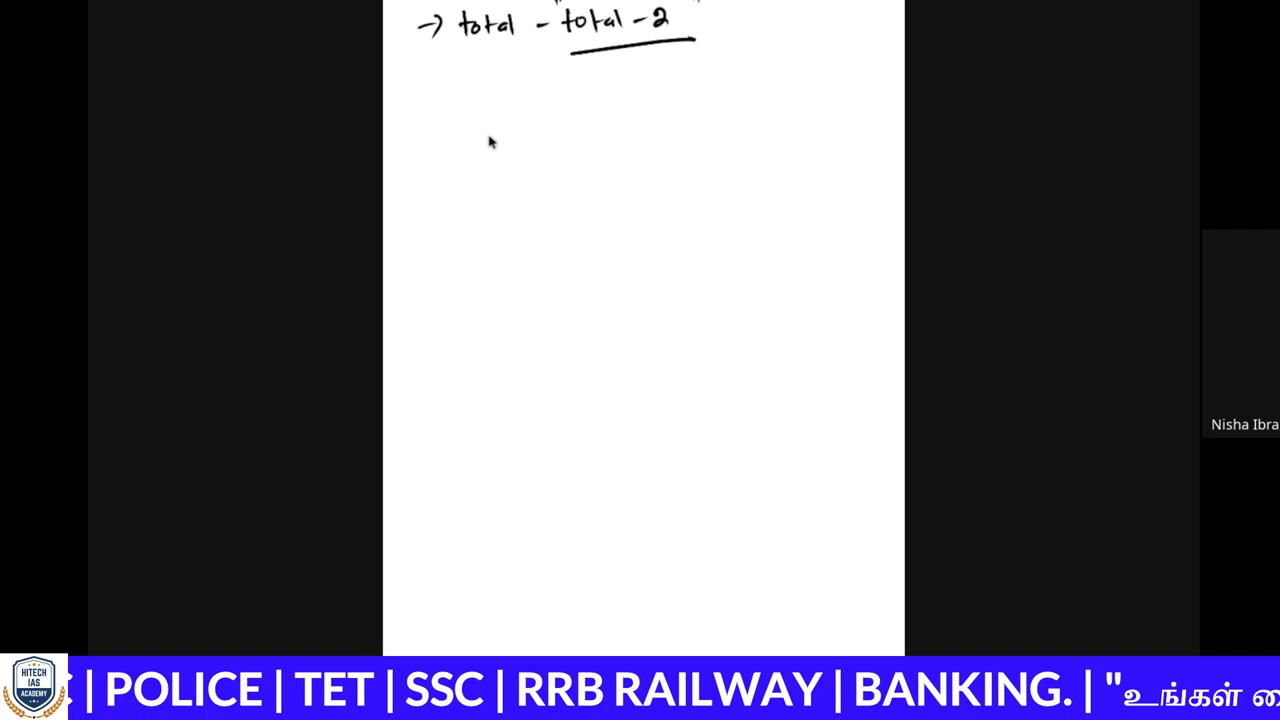 → total - total - 2
Nisha Ibra
| POLICE | TET | SSC | RRB RAILWAY | BANKING. | "உங்கள்
HITECH
IAS
ACADEMY